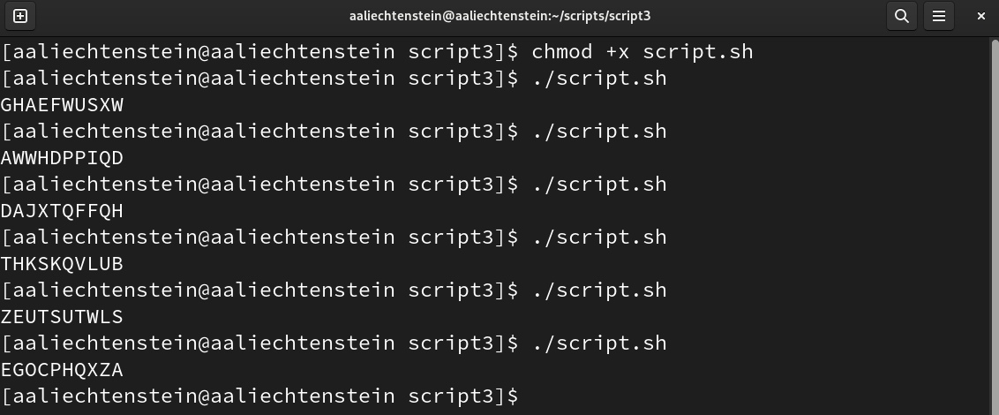 aaliechtenstein@aaliechtenstein:~/scripts/script3
[aaliechtenstein@aaliechtenstein script3]$ chmod +x script.sh
[aaliechtenstein@aaliechtenstein script3]$ ./script.sh
GHAEFWUSXW
[aaliechtenstein@aaliechtenstein script3]$ ./script.sh
AWWHDPPIQD
[aaliechtenstein@aaliechtenstein script3]$ ./script.sh
DAJXTQFFQH
[aaliechtenstein@aaliechtenstein script3]$ ./script.sh
THKSKQVLUB
[aaliechtenstein@aaliechtenstein script3]$ ./script.sh
ZEUTSUTWLS
[aaliechtenstein@aaliechtenstein script3]$ ./script.sh
EGOCPHQXZA
[aaliechtenstein@aaliechtenstein script3]$